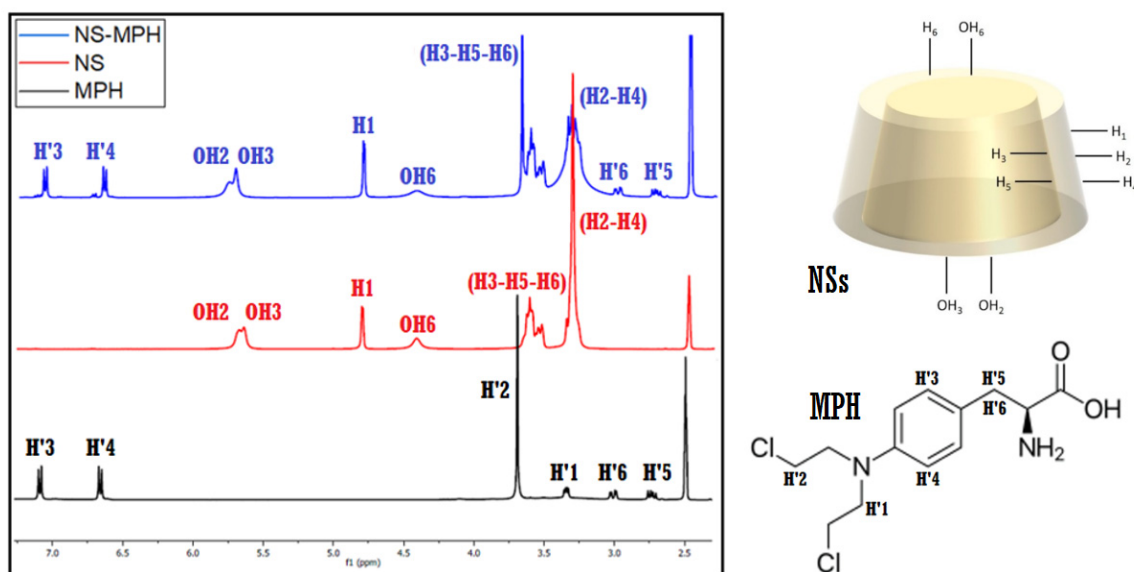 NS-MPH
NS
MPH
(H3-H5-H6)
(H2-H4)
H'3
H'4
OH2 OH3
H1
OH6
H'6
H'5
(H2-H4)
(H3-H5-H6)
OH2 OH3
H1
OH6
H'2
H'3
H'4
H'1
H'6
H'5
7.0 6.5 6.0 5.5 5.0 4.5 4.0 3.5 3.0 2.5
f1 (ppm)
H6 OH6
H1
H3 H2
H5
NSs
OH3 OH2
MPH
H'3
H'5
H'6
O
OH
NH2
Cl
N
H'2
H'4
H'1
Cl